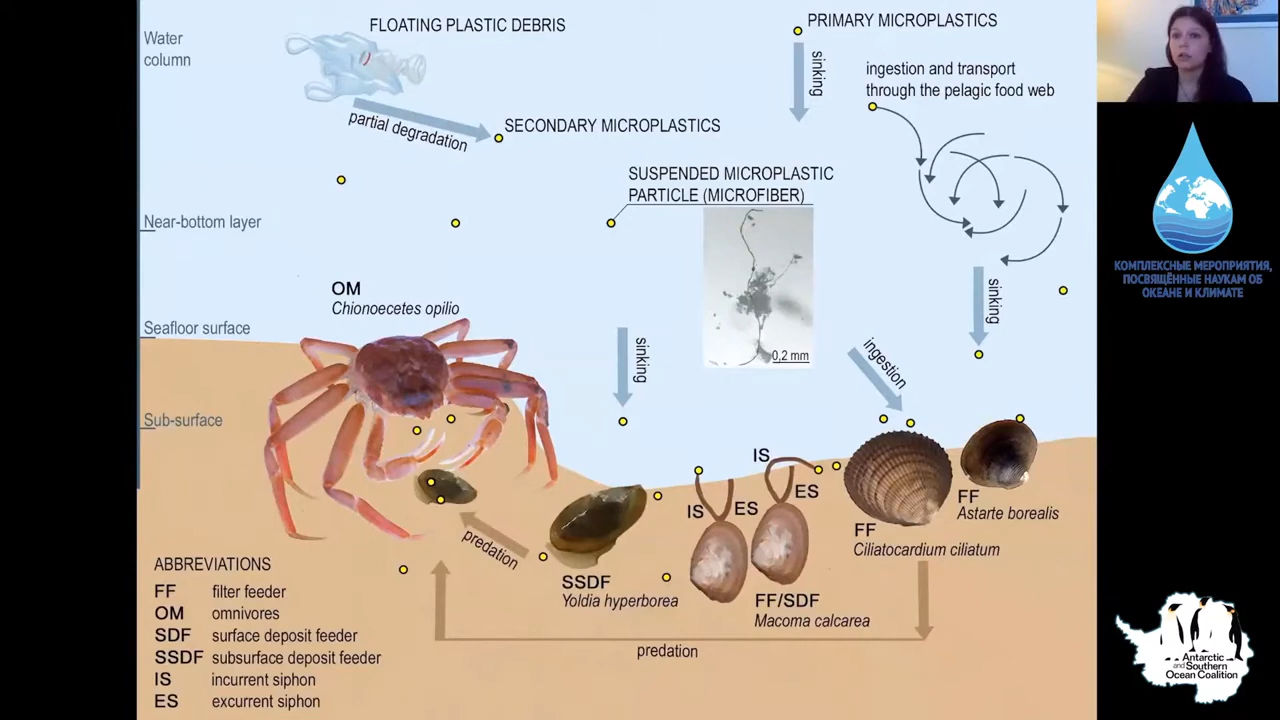 Water
column
FLOATING PLASTIC DEBRIS
PRIMARY MICROPLASTICS
sinking
ingestion and transport
through the pelagic food web
partial degradation
SECONDARY MICROPLASTICS
SUSPENDED MICROPLASTIC
PARTICLE (MICROFIBER)
Near-bottom layer
0,2 mm
OM
Chionoecetes opilio
sinking
Seafloor surface
sinking
ingestion
Sub-surface
IS
ES
IS
ES
FF
Astarte borealis
FF
Ciliatocardium ciliatum
predation
SSDF
Yoldia hyperborea
FF/SDF
Macoma calcarea
predation
ABBREVIATIONS
FF filter feeder
OM omnivores
SDF surface deposit feeder
SSDF subsurface deposit feeder
IS incurrent siphon
ES excurrent siphon
КОМПЛЕКСНЫЕ МЕРОПРИЯТИЯ,
ПОСВЯЩЁННЫЕ НАУКАМ ОБ
ОКЕАНЕ И КЛИМАТЕ
Antarctic
and Southern
Ocean Coalition